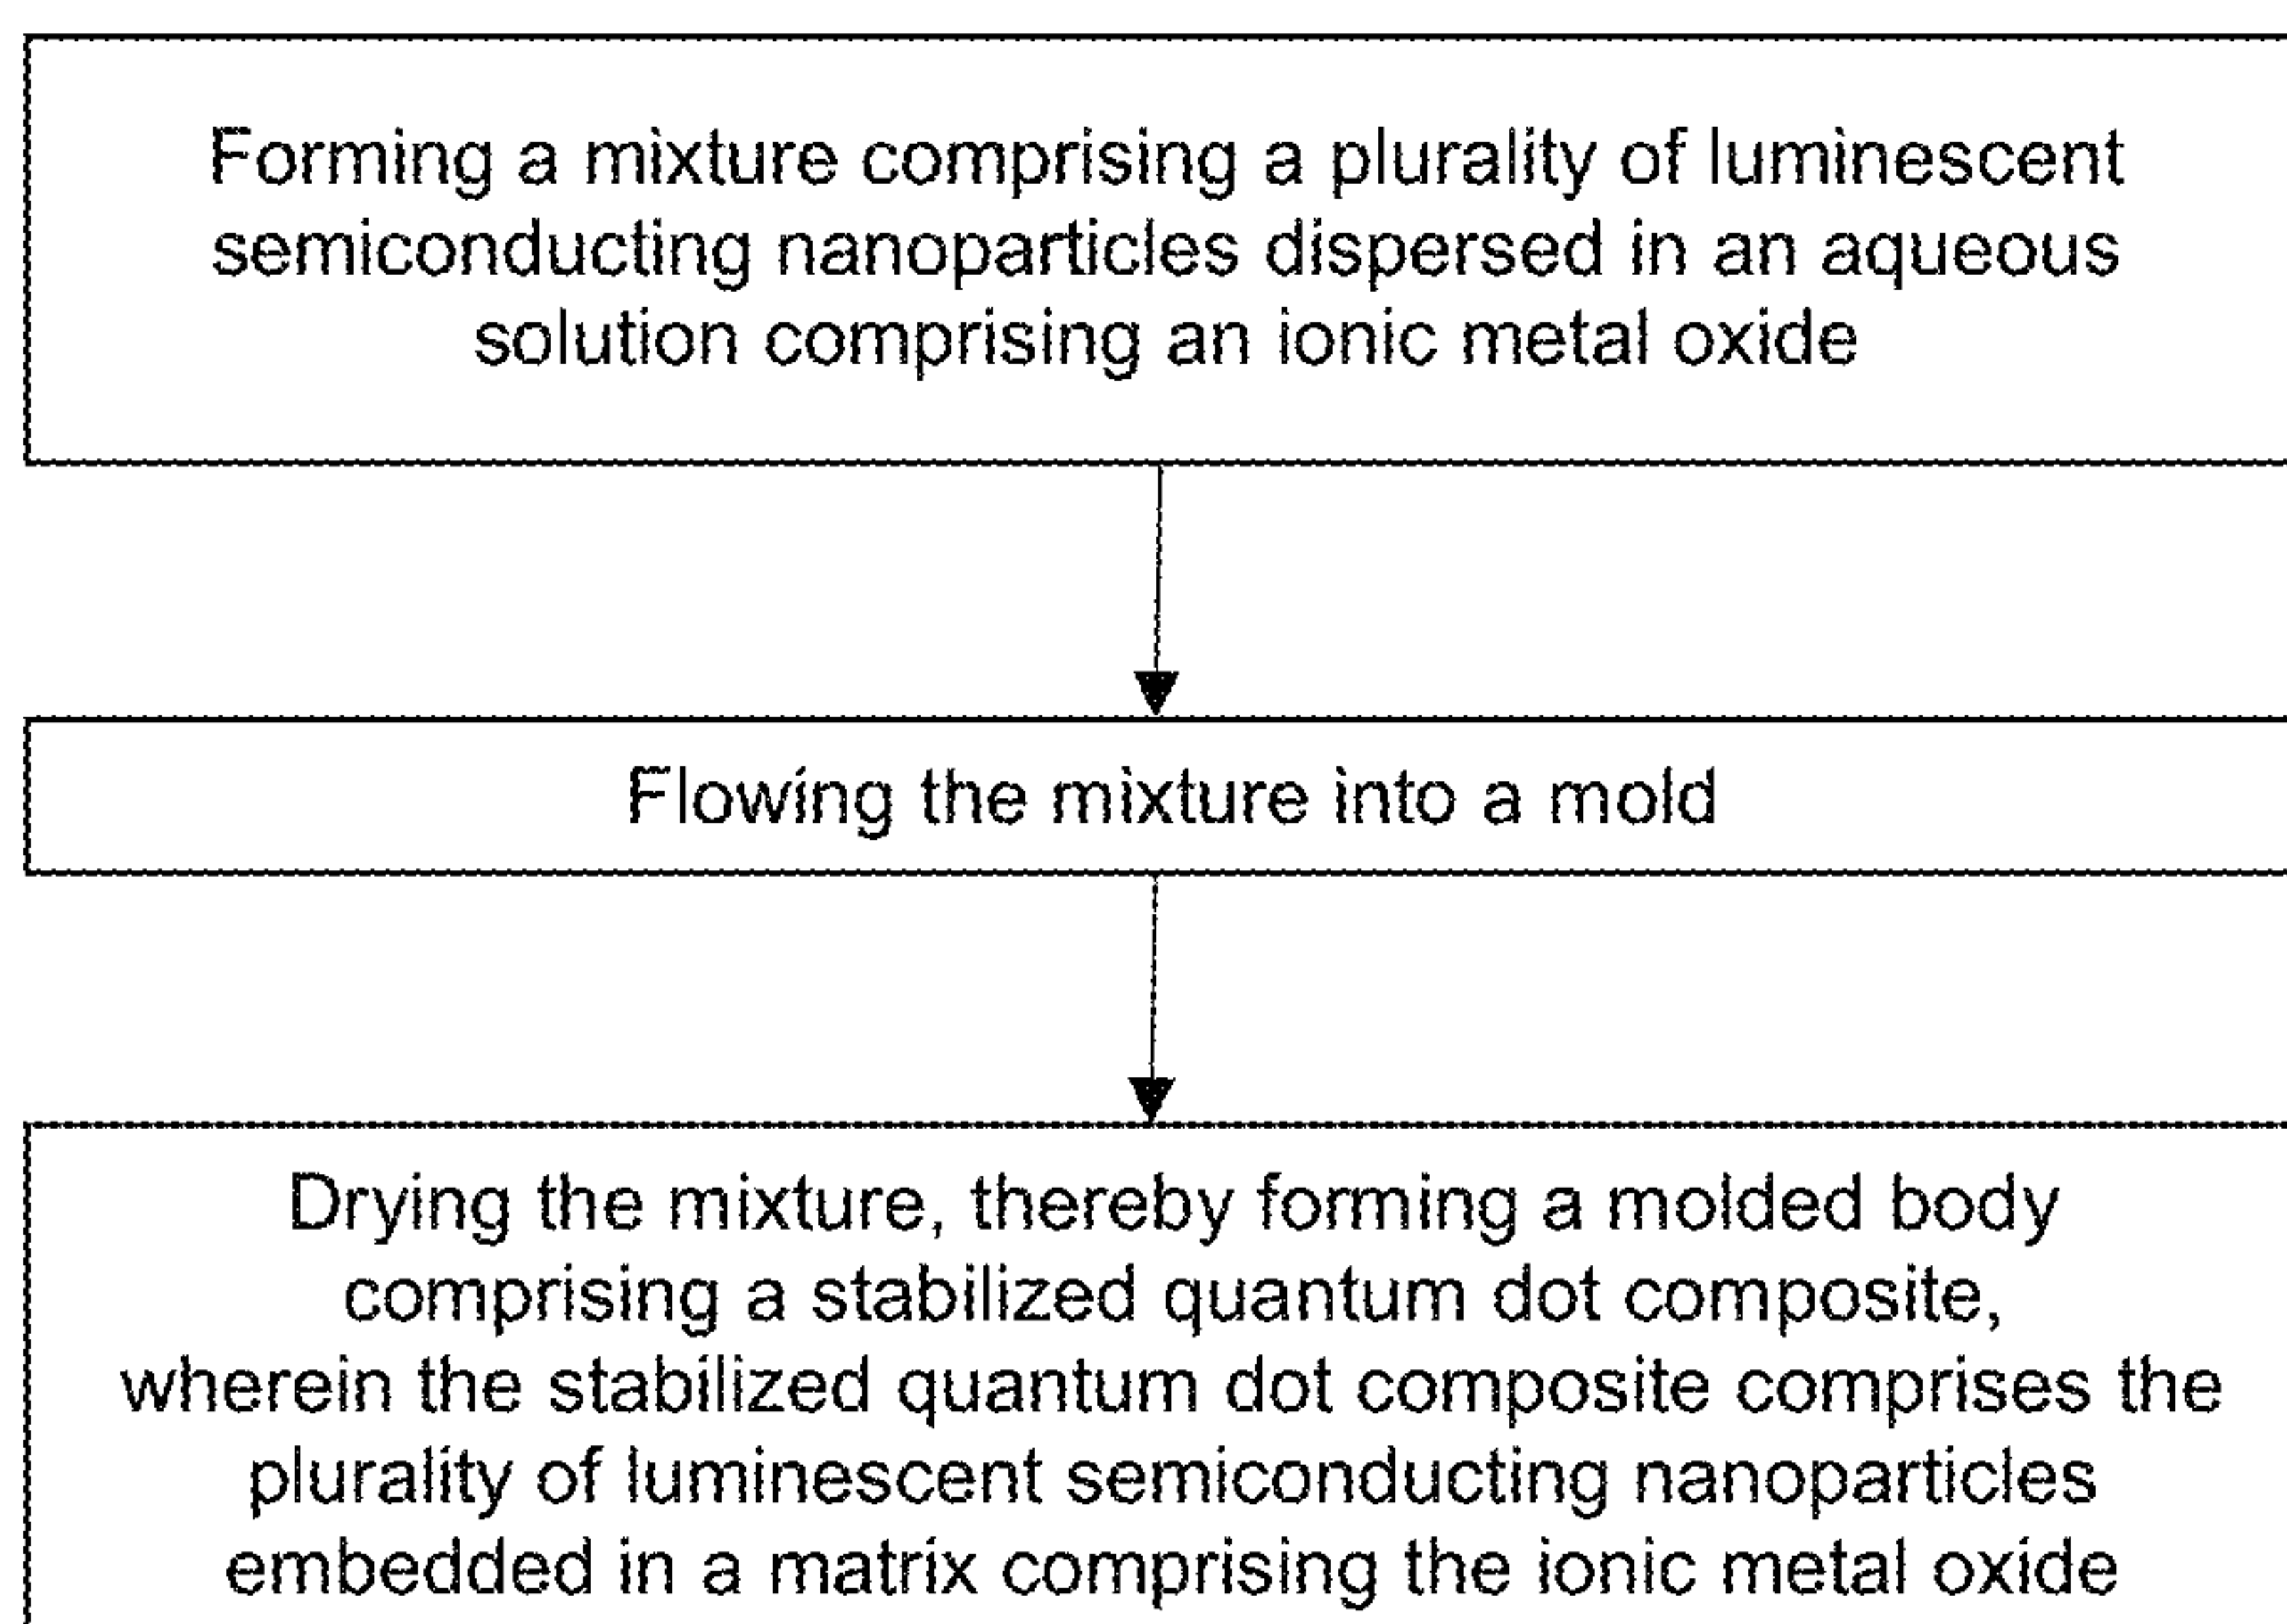 Forming a mixture comprising a plurality of luminescent
semiconducting nanoparticles dispersed in an aqueous
solution comprising an ionic metal oxide
Flowing the mixture into a mold
Drying the mixture, thereby forming a molded body
comprising a stabilized quantum dot composite,
wherein the stabilized quantum dot composite comprises the
plurality of luminescent semiconducting nanoparticles
embedded in a matrix comprising the ionic metal oxide